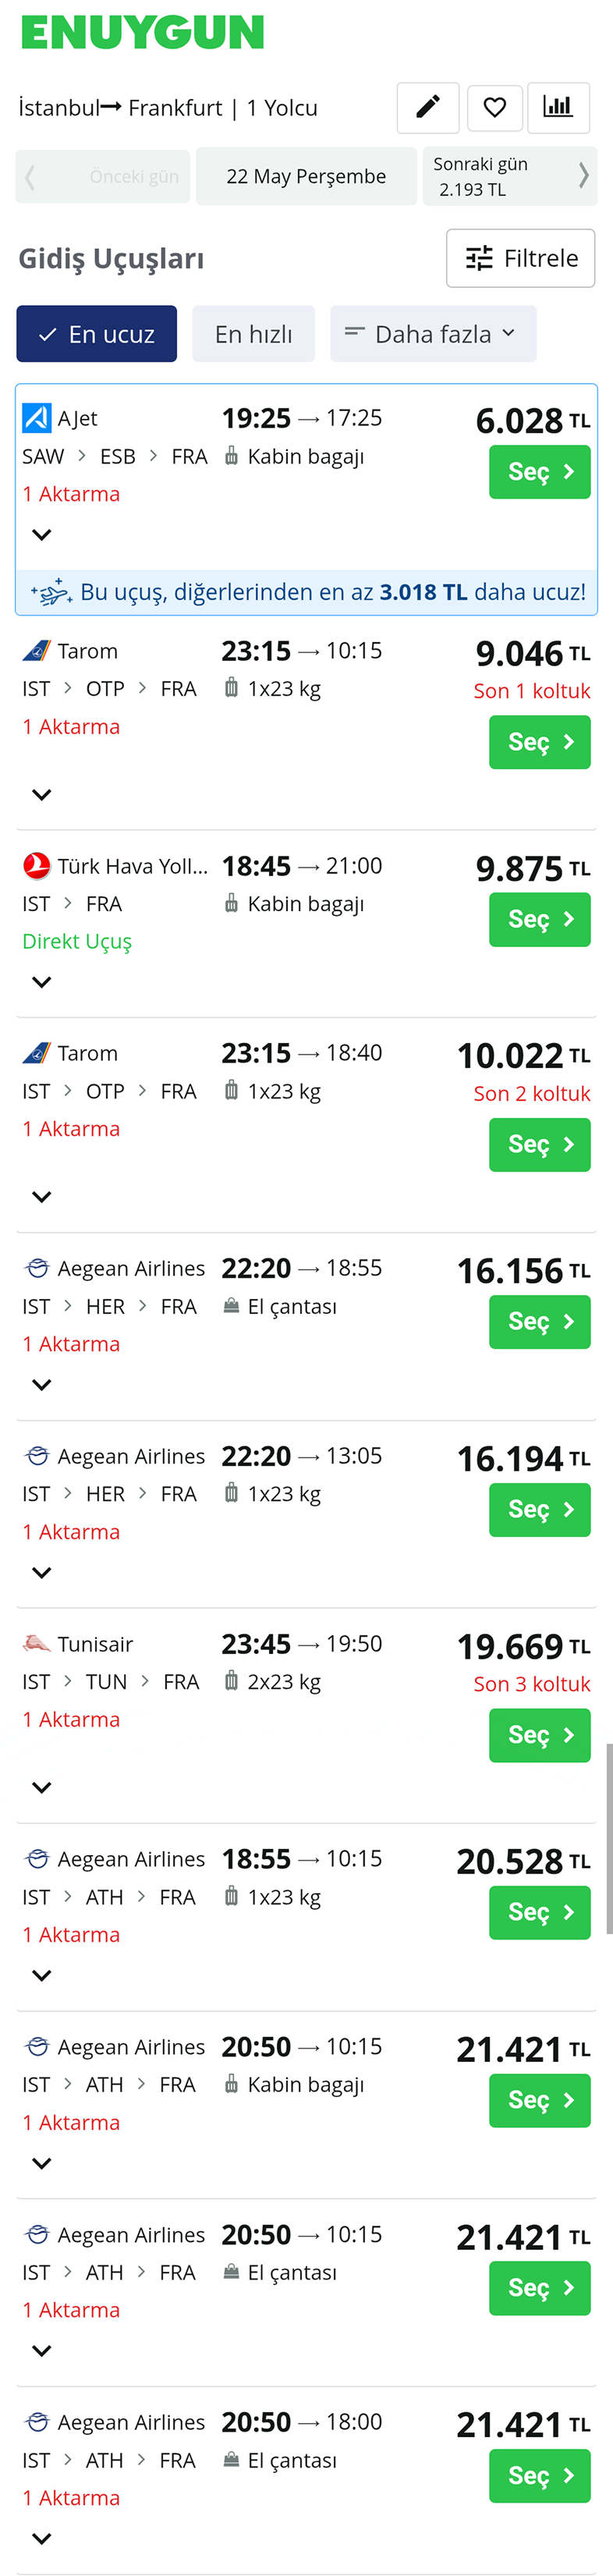 ENUYGUN
İstanbul→ Frankfurt | 1 Yolcu
Önceki gün
22 May Perşembe
Sonraki gün
2.193 TL
Gidiş Uçuşları
Filtrele
En ucuz
En hızlı
Daha fazla
AJet 19:25 → 17:25 6.028 TL
SAW > ESB > FRA Kabin bagajı
Seç >
1 Aktarma
Bu uçuş, diğerlerinden en az 3.018 TL daha ucuz!
Tarom 23:15 → 10:15 9.046 TL
IST > OTP > FRA 1x23 kg Son 1 koltuk
1 Aktarma
Seç >
Türk Hava Yoll... 18:45 → 21:00 9.875 TL
IST > FRA Kabin bagajı
Seç >
Direkt Uçuş
Tarom 23:15 → 18:40 10.022 TL
IST > OTP > FRA 1x23 kg Son 2 koltuk
1 Aktarma
Seç >
Aegean Airlines 22:20 → 18:55 16.156 TL
IST > HER > FRA El çantası
Seç >
1 Aktarma
Aegean Airlines 22:20 → 13:05 16.194 TL
IST > HER > FRA 1x23 kg
Seç >
1 Aktarma
Tunisair 23:45 → 19:50 19.669 TL
IST > TUN > FRA 2x23 kg Son 3 koltuk
1 Aktarma
Seç >
Aegean Airlines 18:55 → 10:15 20.528 TL
IST > ATH > FRA 1x23 kg
Seç >
1 Aktarma
Aegean Airlines 20:50 → 10:15 21.421 TL
IST > ATH > FRA Kabin bagajı
Seç >
1 Aktarma
Aegean Airlines 20:50 → 10:15 21.421 TL
IST > ATH > FRA El çantası
Seç >
1 Aktarma
Aegean Airlines 20:50 → 18:00 21.421 TL
IST > ATH > FRA El çantası
Seç >
1 Aktarma